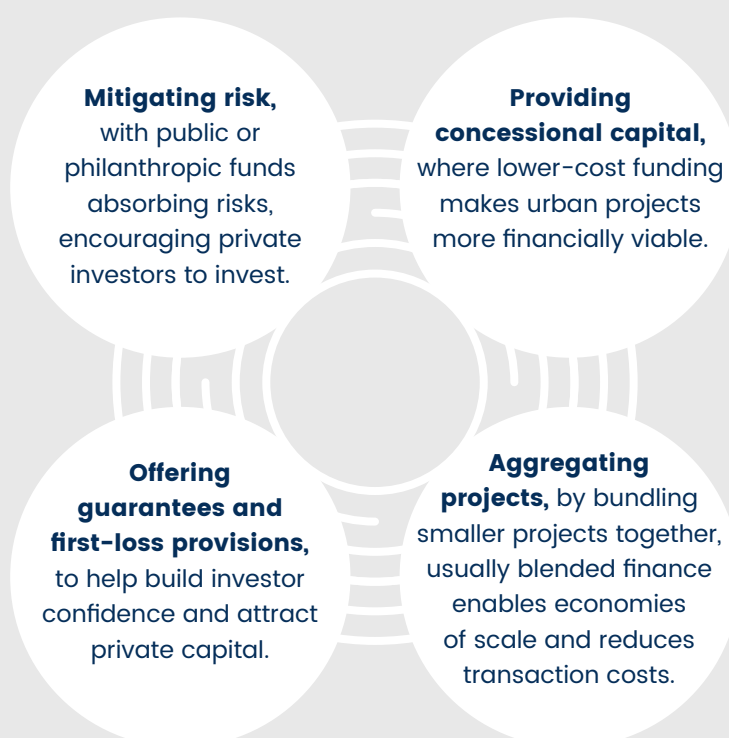 Mitigating risk,
with public or
philanthropic funds
absorbing risks,
encouraging private
investors to invest.
Providing
concessional capital,
where lower-cost funding
makes urban projects
more financially viable.
Offering
guarantees and
first-loss provisions,
to help build investor
confidence and attract
private capital.
Aggregating
projects, by bundling
smaller projects together,
usually blended finance
enables economies
of scale and reduces
transaction costs.